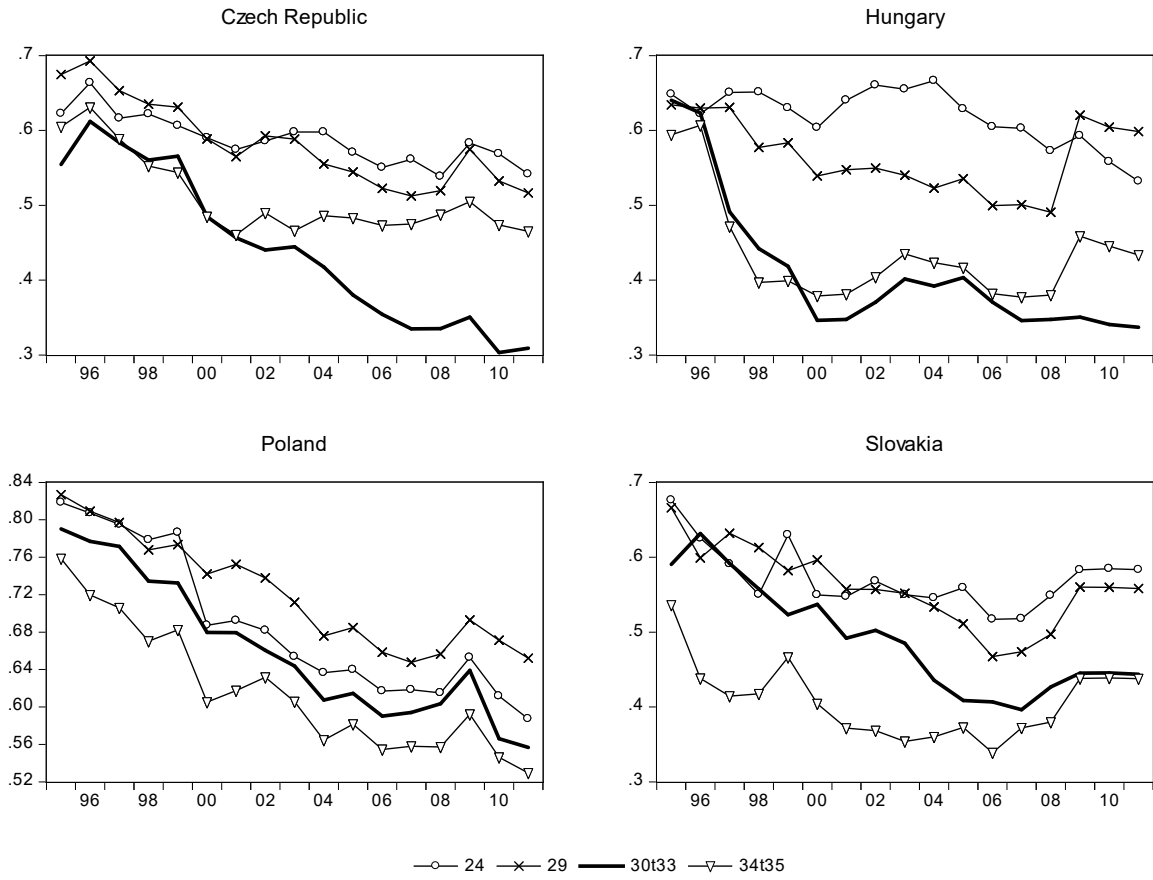 Czech Republic
.7
.6
.5
.4
.3
96 98 00 02 04 06 08 10
Hungary
.7
.6
.5
.4
.3
96 98 00 02 04 06 08 10
Poland
.84
.80
.76
.72
.68
.64
.60
.56
.52
96 98 00 02 04 06 08 10
Slovakia
.7
.6
.5
.4
.3
96 98 00 02 04 06 08 10
24 29 30t33 34t35